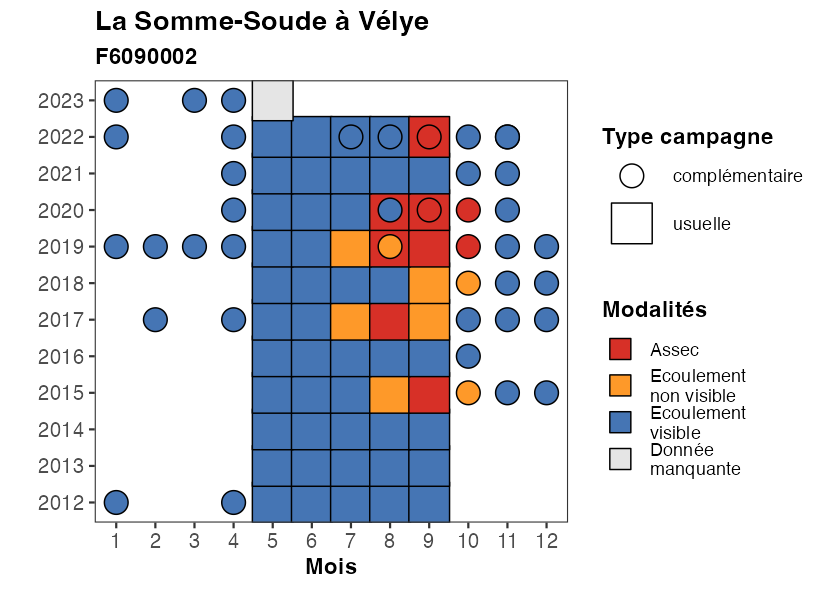 La Somme-Soude à Vélye
F6090002
2023
2022
2021
2020
2019
2018
2017
2016
2015
2014
2013
2012
1 2 3 4 5 6 7 8 9 10 11 12
Mois
Type campagne
complémentaire
usuelle
Modalités
Assec
Ecoulement
non visible
Ecoulement
visible
Donnée
manquante